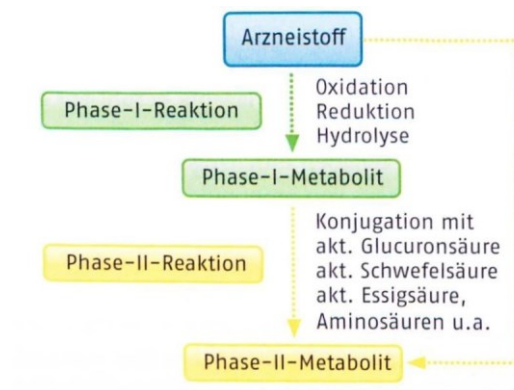 Arzneistoff
Oxidation
Reduktion
Hydrolyse
Phase-I-Reaktion
Phase-I-Metabolit
Konjugation mit
akt. Glucuronsäure
akt. Schwefelsäure
akt. Essigsäure,
Aminosäuren u.a.
Phase-II-Reaktion
Phase-II-Metabolit